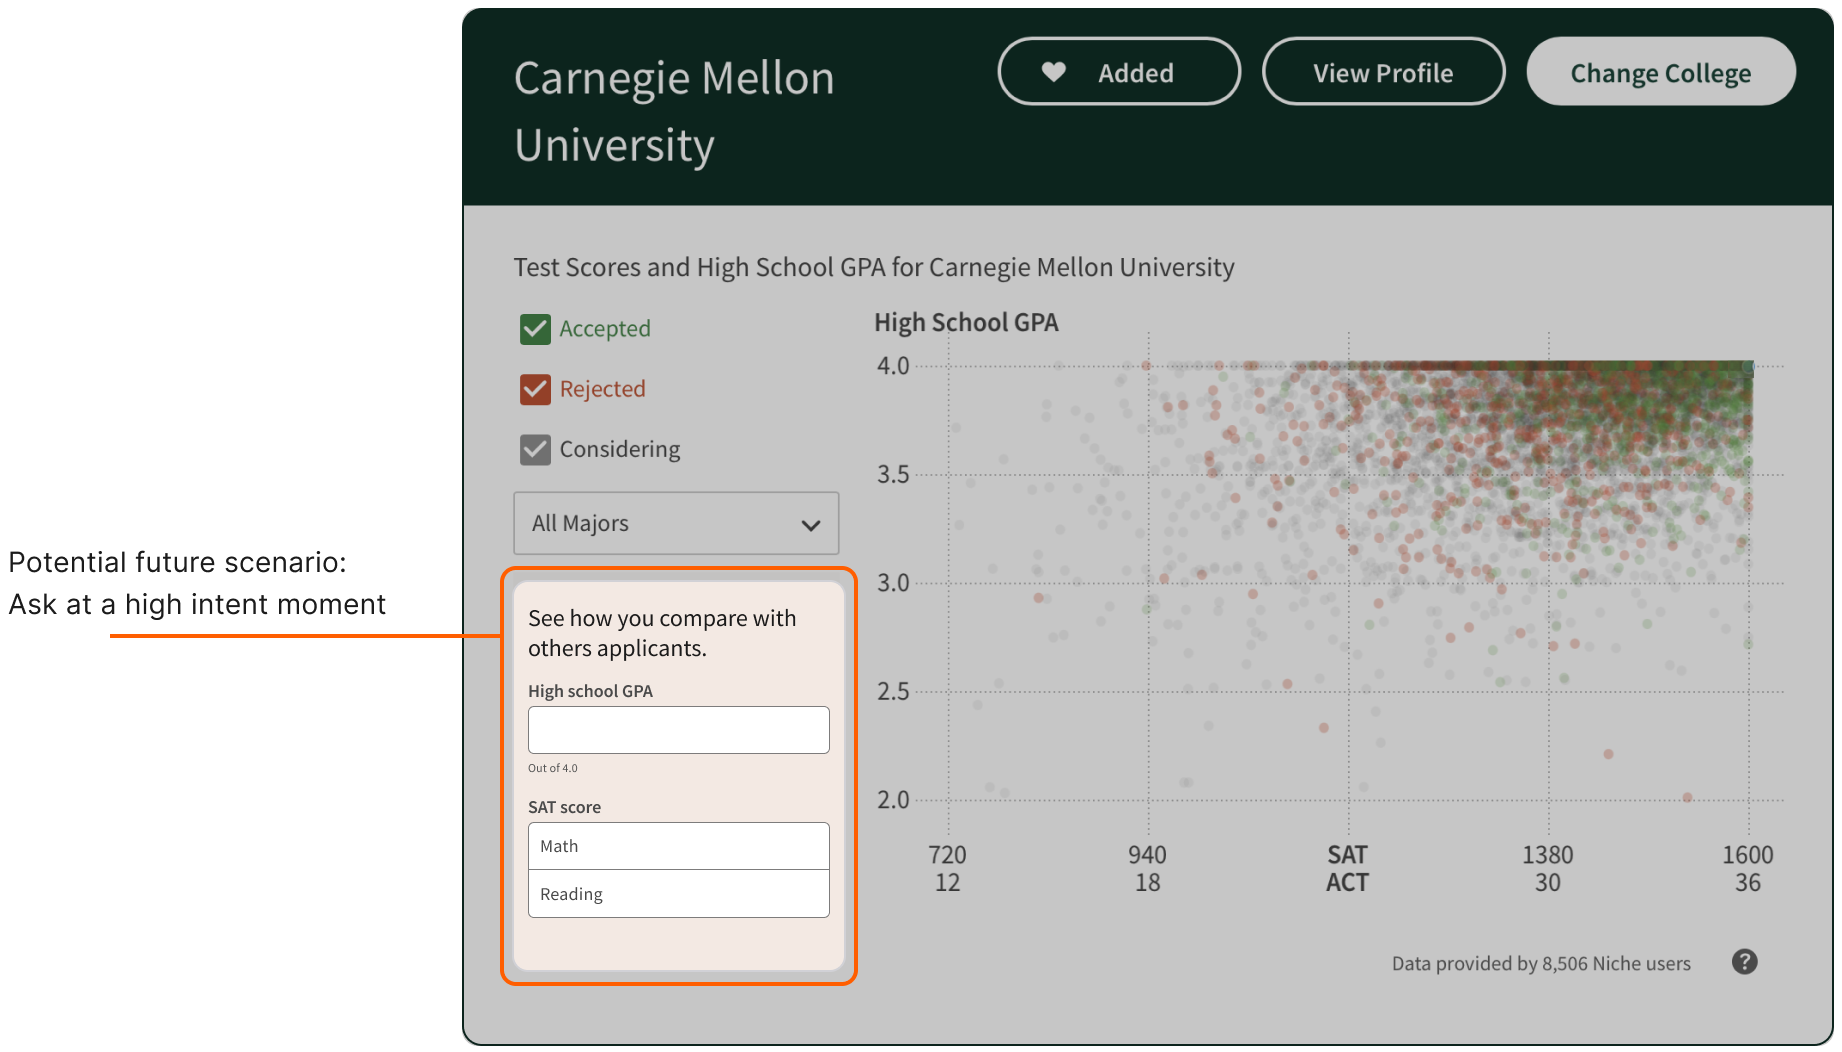 Carnegie Mellon
University
Added
View Profile
Change College
Test Scores and High School GPA for Carnegie Mellon University
Accepted
Rejected
Considering
All Majors
Potential future scenario:
Ask at a high intent moment
See how you compare with
others applicants.
High school GPA
Out of 4.0
SAT score
Math
Reading
High School GPA
4.0
3.5
3.0
2.5
2.0
720 940 SAT 1380 1600
12 18 ACT 30 36
Data provided by 8,506 Niche users
?